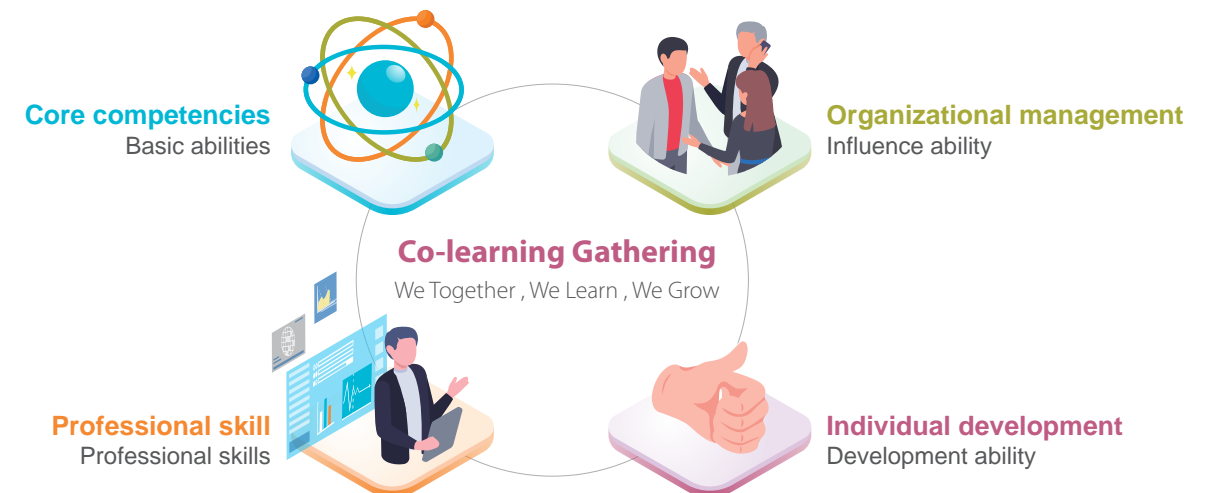 Core competencies
Basic abilities
Organizational management
Influence ability
Co-learning Gathering
We Together , We Learn , We Grow
Professional skill
Professional skills
Individual development
Development ability